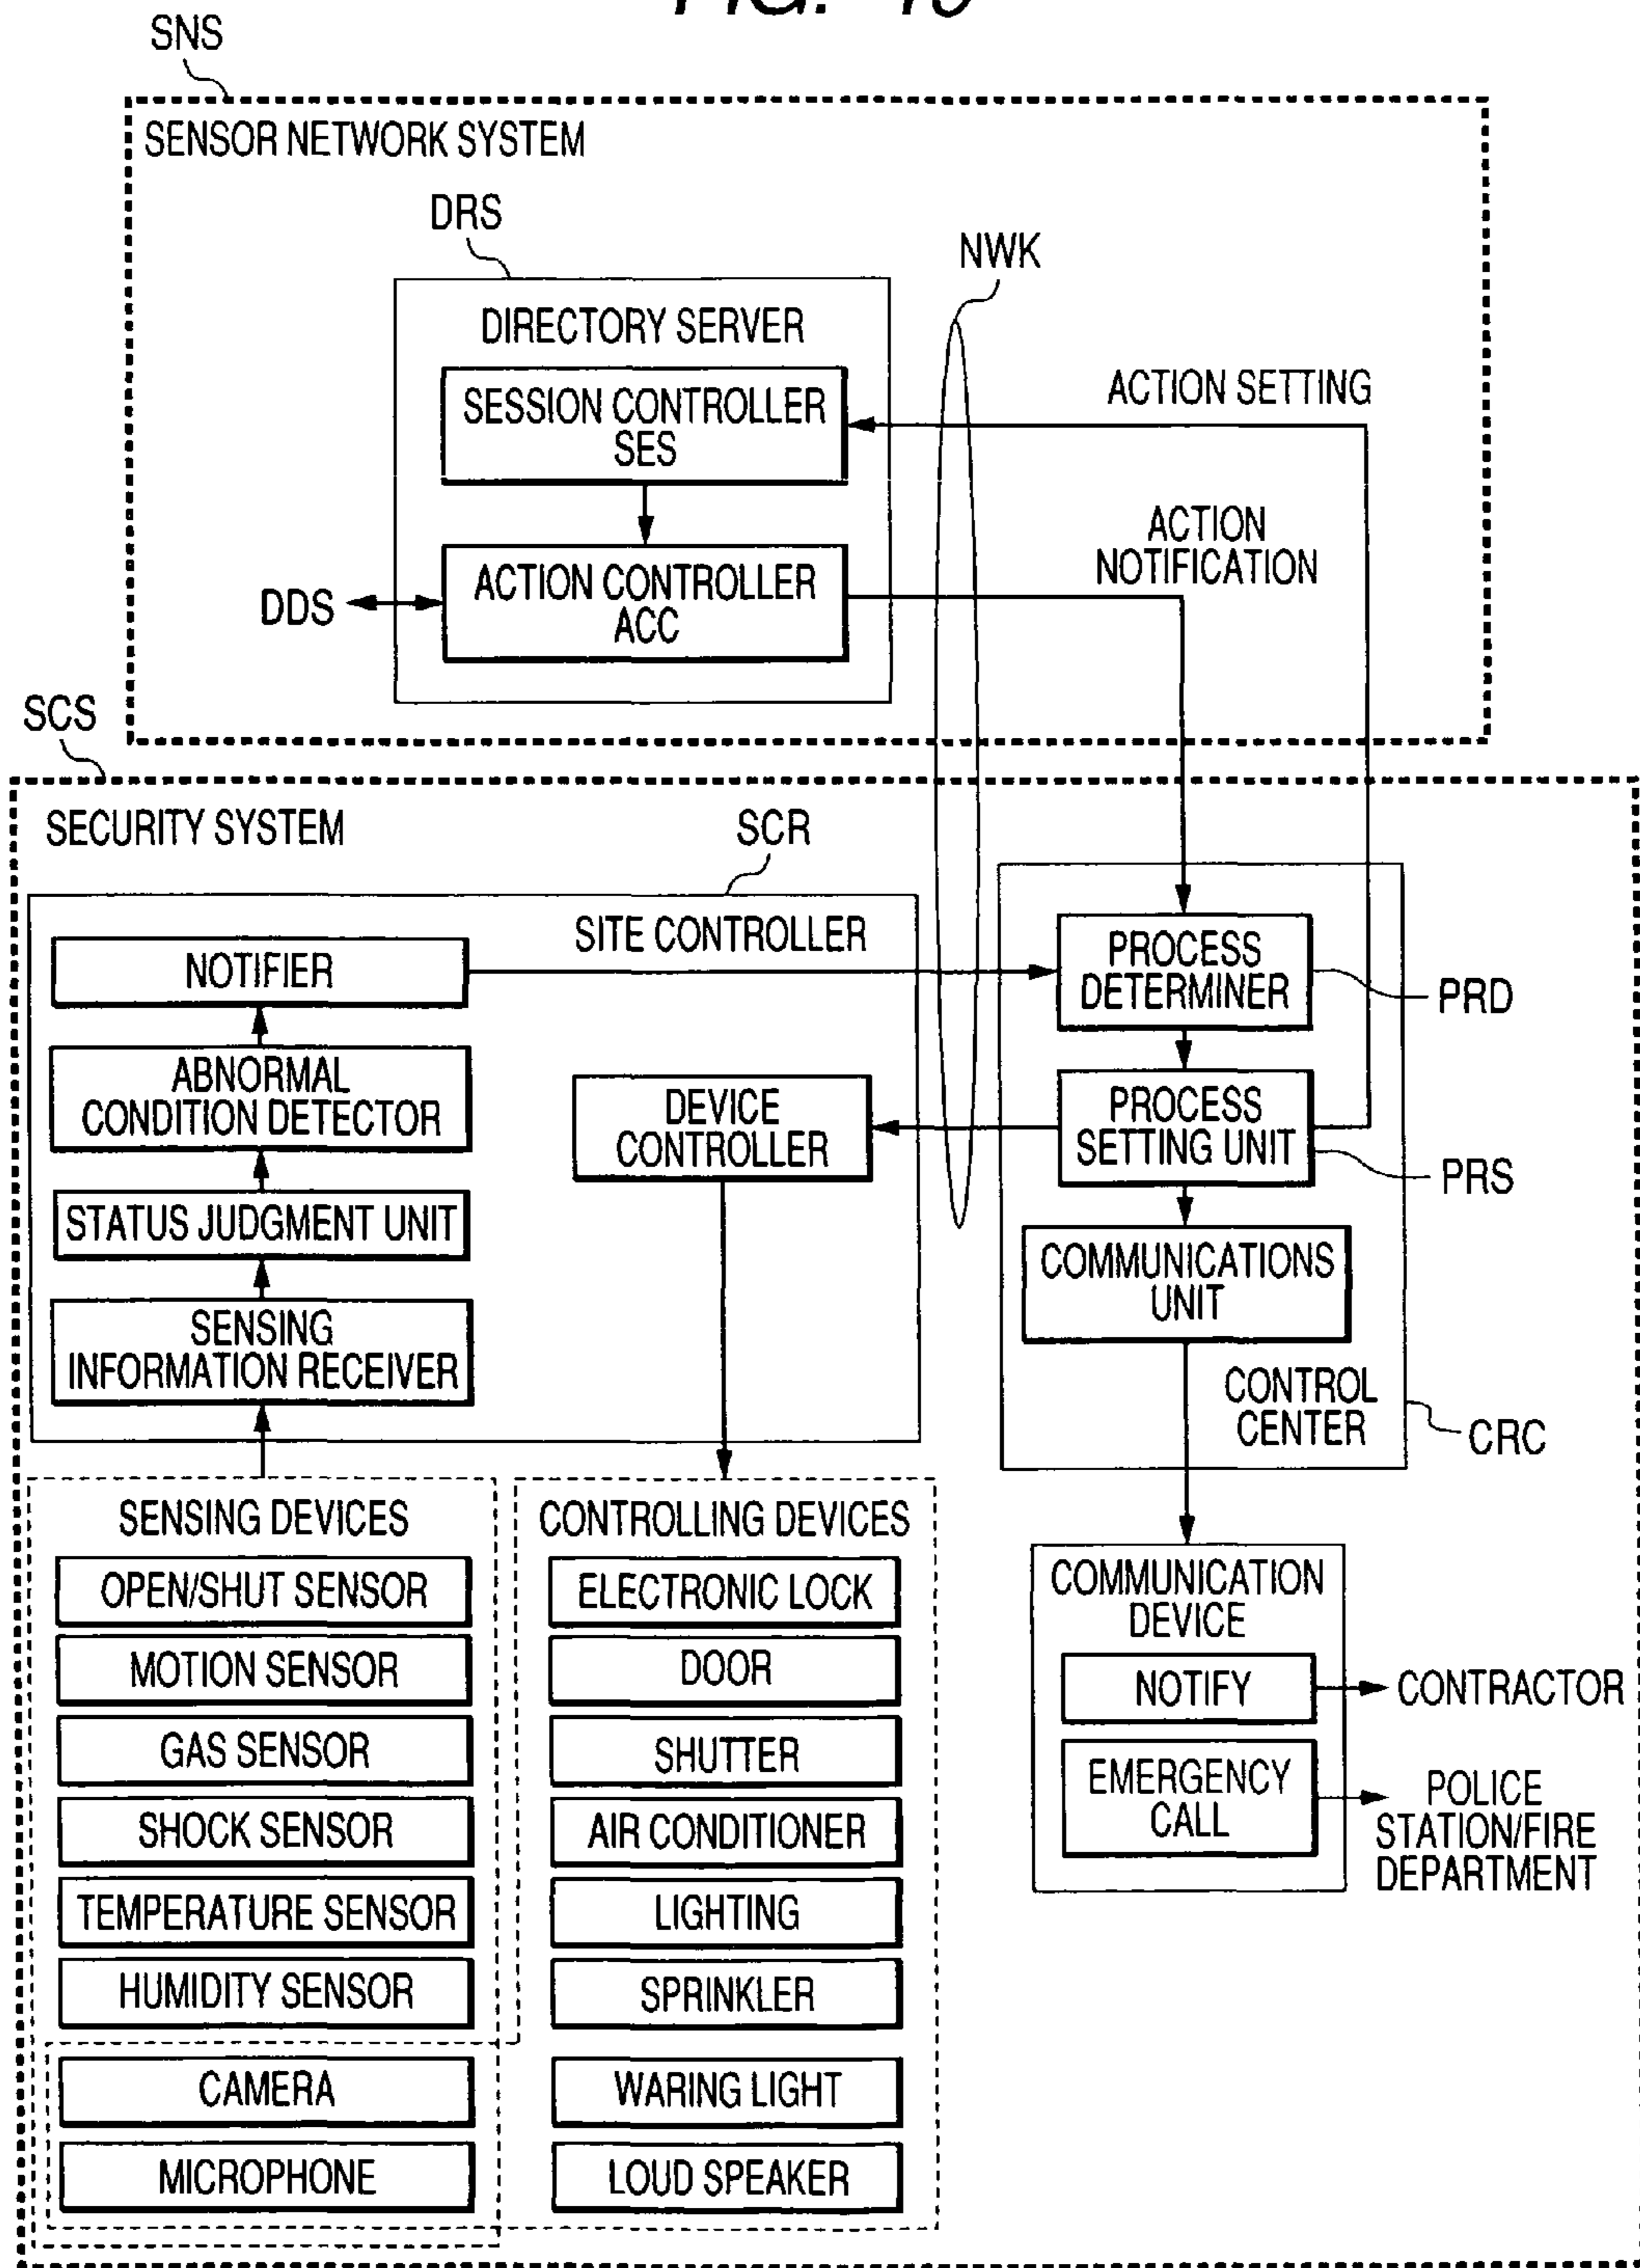 SNS
SENSOR NETWORK SYSTEM
DRS
NWK
DIRECTORY SERVER
SESSION CONTROLLER
SES
ACTION SETTING
ACTION
NOTIFICATION
ACTION CONTROLLER
ACC
DDS
SCS
SECURITY SYSTEM
SCR
SITE CONTROLLER
NOTIFIER
ABNORMAL
CONDITION DETECTOR
STATUS JUDGMENT UNIT
SENSING
INFORMATION RECEIVER
DEVICE
CONTROLLER
PROCESS
DETERMINER
PRD
PROCESS
SETTING UNIT
PRS
COMMUNICATIONS
UNIT
CONTROL
CENTER
CRC
SENSING DEVICES
OPEN/SHUT SENSOR
MOTION SENSOR
GAS SENSOR
SHOCK SENSOR
TEMPERATURE SENSOR
HUMIDITY SENSOR
CAMERA
MICROPHONE
CONTROLLING DEVICES
ELECTRONIC LOCK
DOOR
SHUTTER
AIR CONDITIONER
LIGHTING
SPRINKLER
WARING LIGHT
LOUD SPEAKER
COMMUNICATION
DEVICE
NOTIFY
CONTRACTOR
EMERGENCY
CALL
POLICE
STATION/FIRE
DEPARTMENT